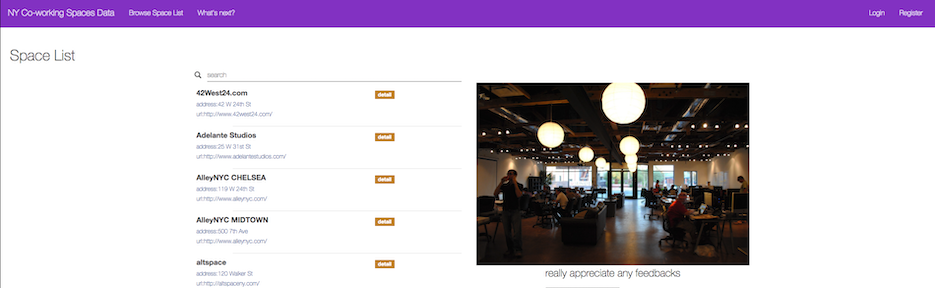 NY Co-working Spaces Data Browse Space List What's next? Login Register
Space List
search
42West24.com detail
address:42 W 24th St
url:http://www.42west24.com/
Adelante Studios detail
address:25 W 31st St
url:http://www.adelantestudios.com/
AlleyNYC CHELSEA detail
address:119 W 24th St
url:http://www.alleynyc.com/
AlleyNYC MIDTOWN detail
address:500 7th Ave
url:http://www.alleynyc.com/
altspace detail
address:120 Walker St
url:http://altspaceny.com/
really appreciate any feedbacks